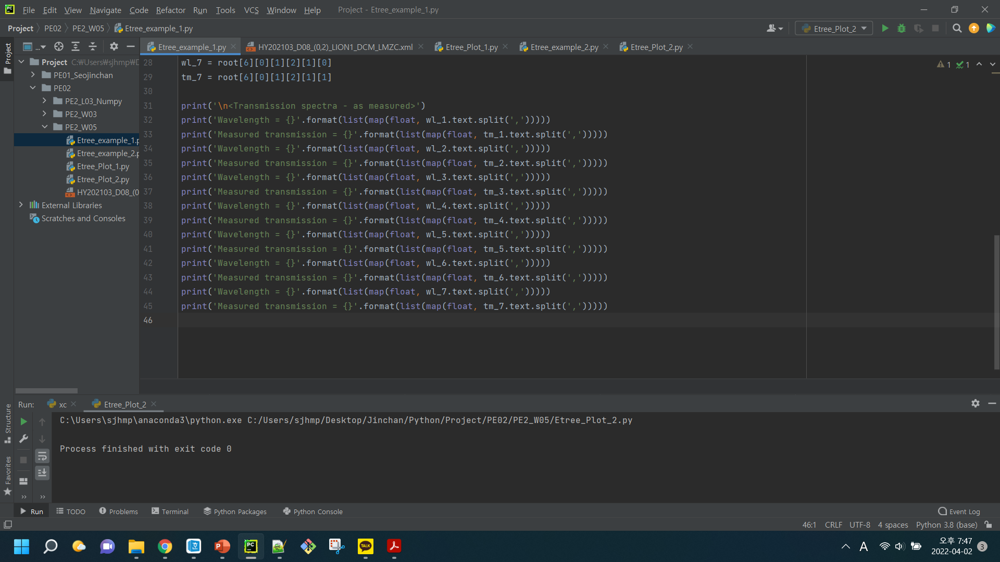 PC File Edit View Navigate Code Refactor Run Tools VCS Window Help Project - Etree_example_1.py
Project PE02 PE2_W05 Etree_example_1.py Etree_Plot_2
Project
...
Etree_example_1.py HY202103_D08_(0,2)_LION1_DCM_LMZC.xml Etree_Plot_1.py Etree_example_2.py Etree_Plot_2.py
Project C:₩Users₩sjhmp₩D
PE01_Seojinchan
PE02
PE2_L03_Numpy
PE2_W03
PE2_W05
Etree_example_1.p
Etree_example_2.p
Etree_Plot_1.py
Etree_Plot_2.py
HY202103_D08_(0
External Libraries
Scratches and Consoles
1 1
28 wl_7 = root[6][0][1][2][1][0]
29 tm_7 = root[6][0][1][2][1][1]
30
31 print('\n<Transmission spectra - as measured>')
32 print('Wavelength = {}'.format(list(map(float, wl_1.text.split(',')))))
33 print('Measured transmission = {}'.format(list(map(float, tm_1.text.split(',')))))
34 print('Wavelength = {}'.format(list(map(float, wl_2.text.split(',')))))
35 print('Measured transmission = {}'.format(list(map(float, tm_2.text.split(',')))))
36 print('Wavelength = {}'.format(list(map(float, wl_3.text.split(',')))))
37 print('Measured transmission = {}'.format(list(map(float, tm_3.text.split(',')))))
38 print('Wavelength = {}'.format(list(map(float, wl_4.text.split(',')))))
39 print('Measured transmission = {}'.format(list(map(float, tm_4.text.split(',')))))
40 print('Wavelength = {}'.format(list(map(float, wl_5.text.split(',')))))
41 print('Measured transmission = {}'.format(list(map(float, tm_5.text.split(',')))))
42 print('Wavelength = {}'.format(list(map(float, wl_6.text.split(',')))))
43 print('Measured transmission = {}'.format(list(map(float, tm_6.text.split(',')))))
44 print('Wavelength = {}'.format(list(map(float, wl_7.text.split(',')))))
45 print('Measured transmission = {}'.format(list(map(float, tm_7.text.split(',')))))
46
Structure
Favorites
Run: xc Etree_Plot_2
C:\Users\sjhmp\anaconda3\python.exe C:/Users/sjhmp/Desktop/Jinchan/Python/Project/PE02/PE2_W05/Etree_Plot_2.py
Process finished with exit code 0
Run TODO Problems Terminal Python Packages Python Console Event Log
46:1 CRLF UTF-8 4 spaces Python 3.8 (base)
P PC TALK A 오후 7:47
2022-04-02 3